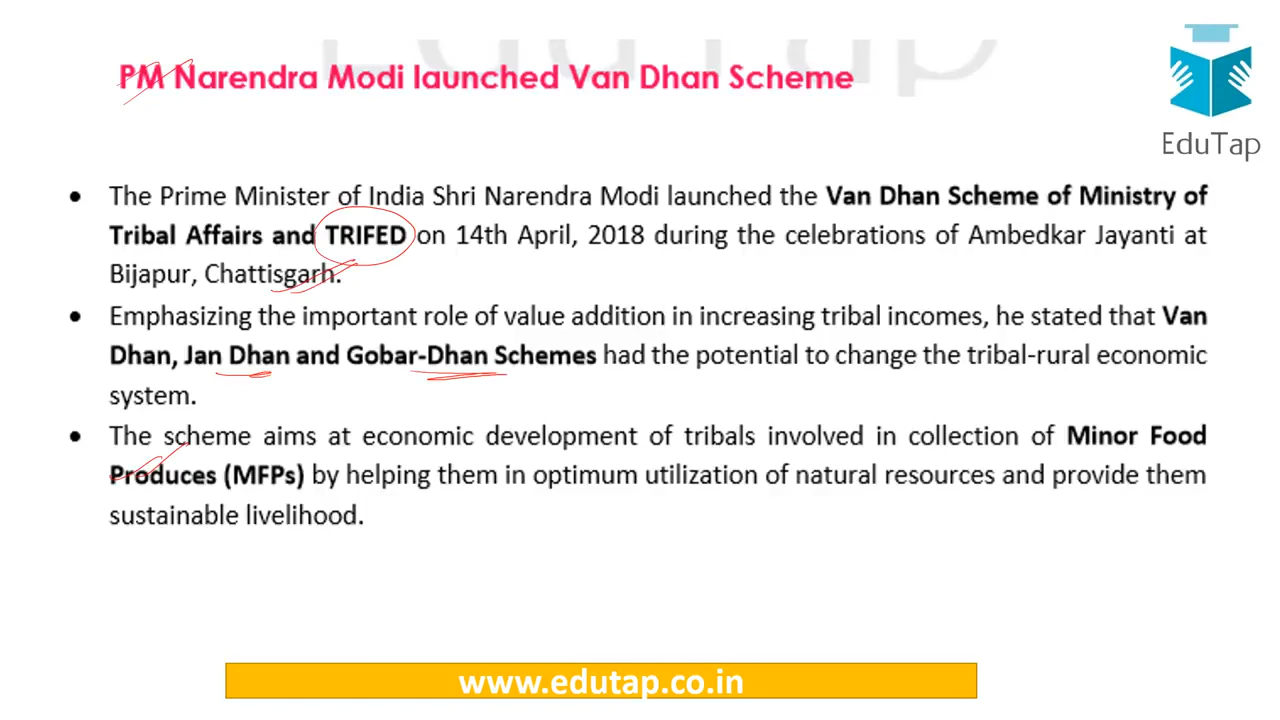 EduTap
PM Narendra Modi launched Van Dhan Scheme
EduTap
• The Prime Minister of India Shri Narendra Modi launched the Van Dhan Scheme of Ministry of
Tribal Affairs and TRIFED on 14th April, 2018 during the celebrations of Ambedkar Jayanti at
Bijapur, Chattisgarh.
• Emphasizing the important role of value addition in increasing tribal incomes, he stated that Van
Dhan, Jan Dhan and Gobar-Dhan Schemes had the potential to change the tribal-rural economic
system.
• The scheme aims at economic development of tribals involved in collection of Minor Food
Produces (MFPs) by helping them in optimum utilization of natural resources and provide them
sustainable livelihood.
www.edutap.co.in